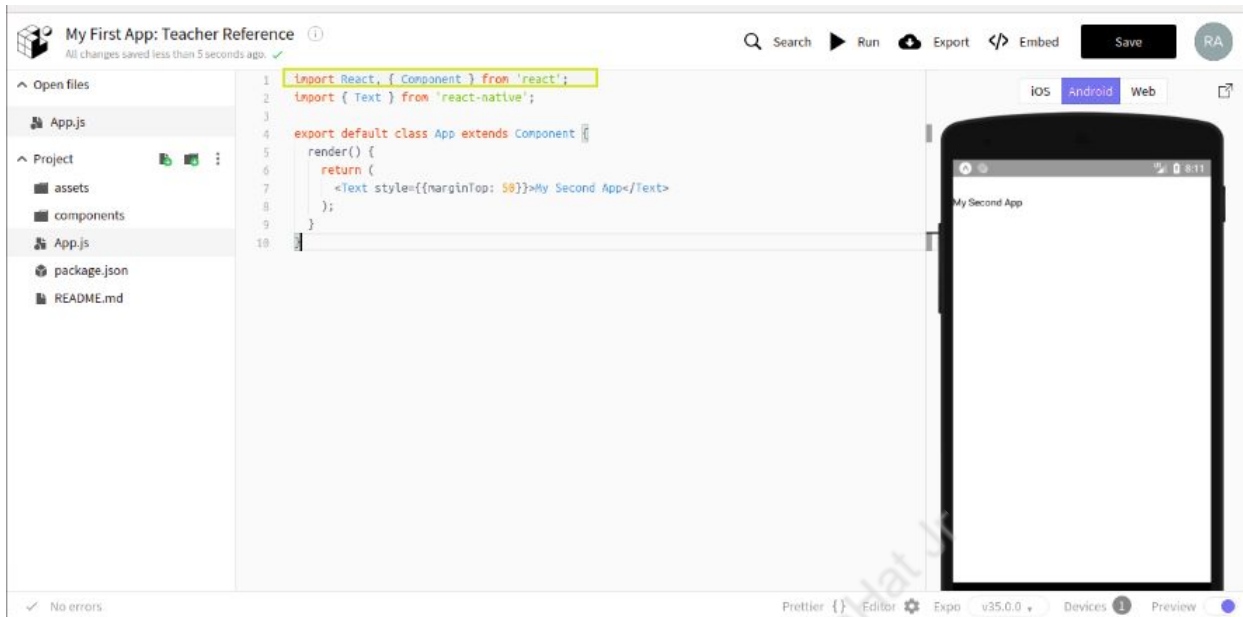 My First App: Teacher Reference
All changes saved less than 5 seconds ago.
Search Run Export </> Embed Save RA
Open files
App.js
Project
assets
components
App.js
package.json
README.md
1 import React, { Component } from 'react';
2 import { Text } from 'react-native';
3
4 export default class App extends Component {
5 render() {
6 return (
7 <Text style={{marginTop: 50}}>My Second App</Text>
8 );
9 }
10 }
iOS Android Web
8:11
My Second App
Hat Jr
No errors
Prettier {} Editor Expo v35.0.0 Devices 1 Preview